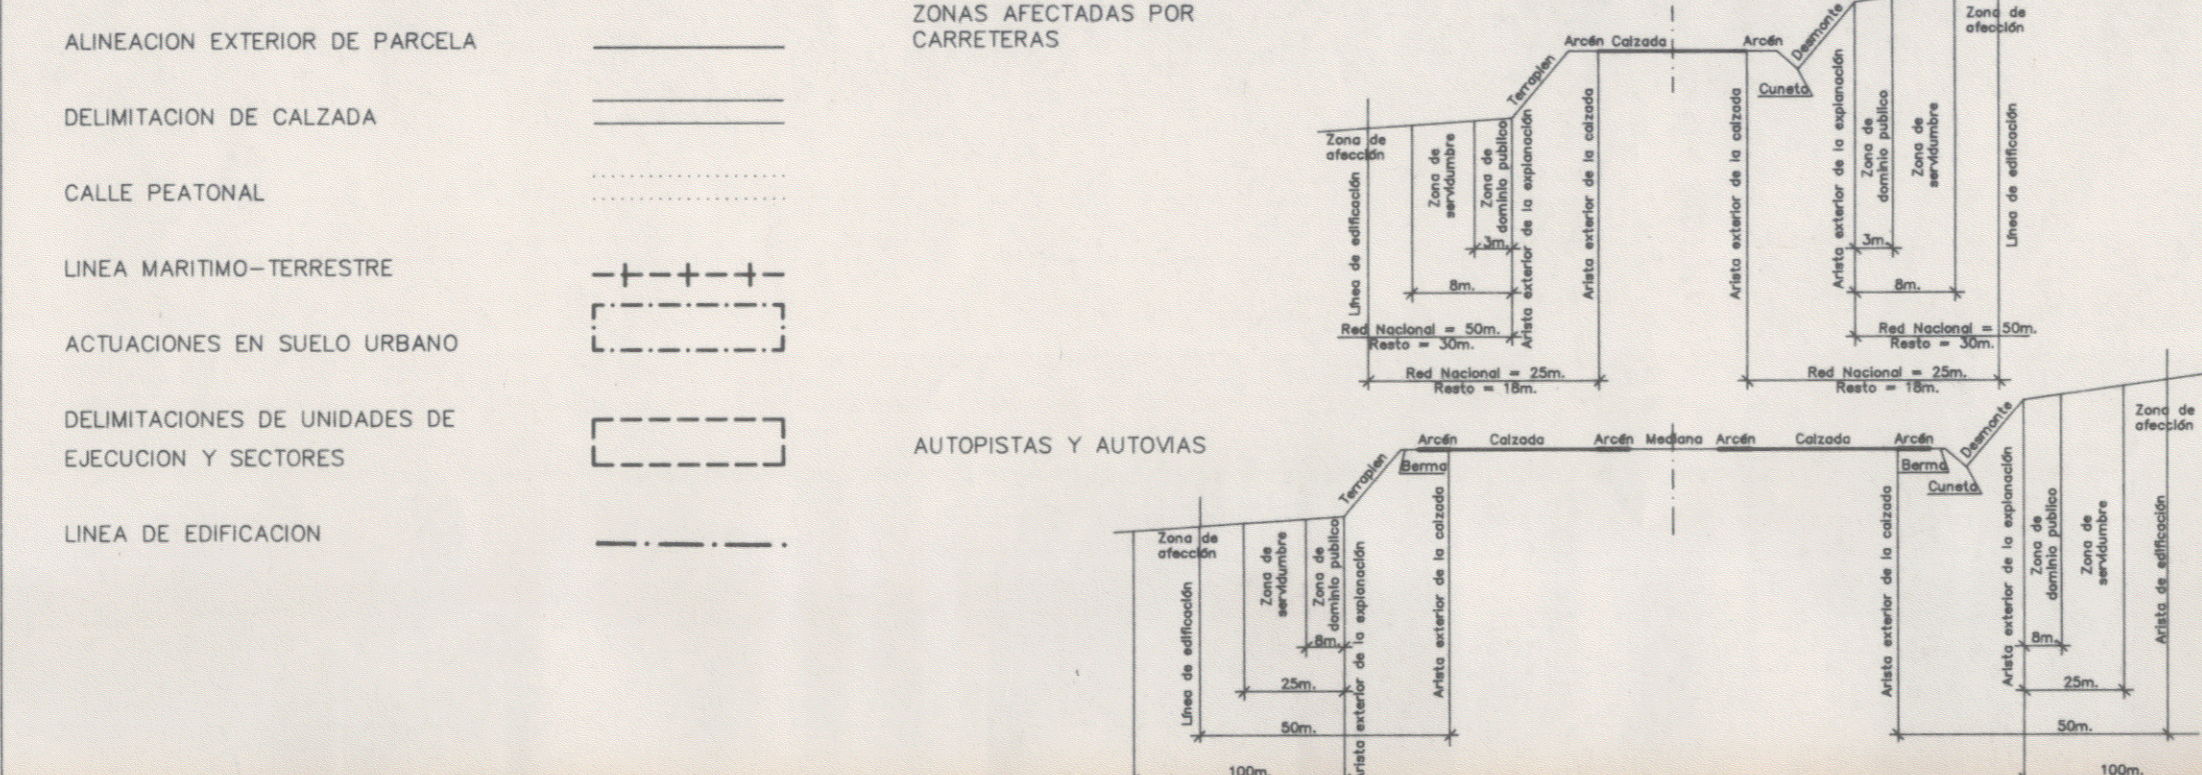 ALINEACION EXTERIOR DE PARCELA
DELIMITACION DE CALZADA
CALLE PEATONAL
LINEA MARITIMO-TERRESTRE
ACTUACIONES EN SUELO URBANO
DELIMITACIONES DE UNIDADES DE
EJECUCION Y SECTORES
LINEA DE EDIFICACION
ZONAS AFECTADAS POR
CARRETERAS
Zona de
afección
Línea de edificación
Zona de
servidumbre
Zona de
dominio publico
Arista exterior de la explanación
Terraplen
Arcén
Calzada
Arcén
Desmonte
Cuneta
Arista exterior de la calzada
Arista exterior de la calzada
Arista exterior de la explanación
Zona de
dominio publico
Zona de
servidumbre
Línea de edificación
Zona de
afección
3m.
8m.
Red Nacional = 50m.
Resto = 30m.
Red Nacional = 25m.
Resto = 18m.
3m.
8m.
Red Nacional = 50m.
Resto = 30m.
Red Nacional = 25m.
Resto = 18m.
AUTOPISTAS Y AUTOVIAS
Zona de
afección
Línea de edificación
Zona de
servidumbre
Zona de
dominio publico
Arista exterior de la explanación
Terraplen
Arcén
Calzada
Arcén
Mediana
Arcén
Calzada
Arcén
Berma
Berma
Cuneta
Desmonte
Arista exterior de la calzada
Arista exterior de la calzada
Arista exterior de la explanación
Zona de
dominio publico
Zona de
servidumbre
Arista de edificación
Zona de
afección
8m.
25m.
50m.
100m.
8m.
25m.
50m.
100m.